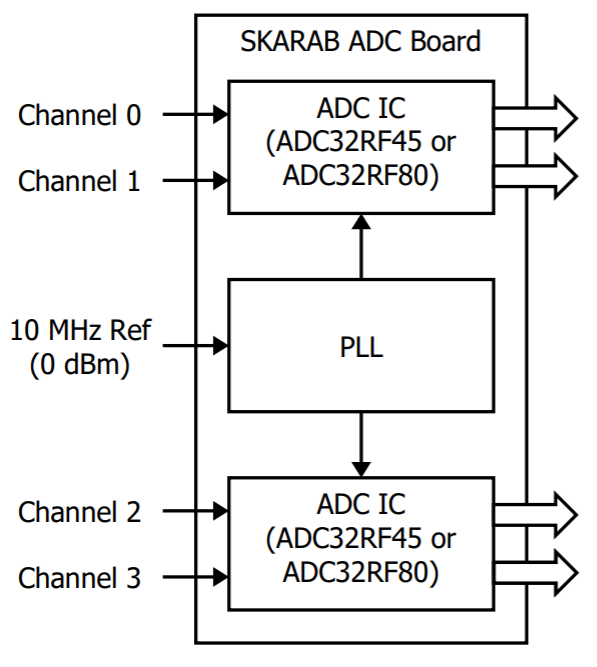 SKARAB ADC Board
Channel 0
Channel 1
ADC IC
(ADC32RF45 or
ADC32RF80)
10 MHz Ref
(0 dBm)
PLL
Channel 2
Channel 3
ADC IC
(ADC32RF45 or
ADC32RF80)